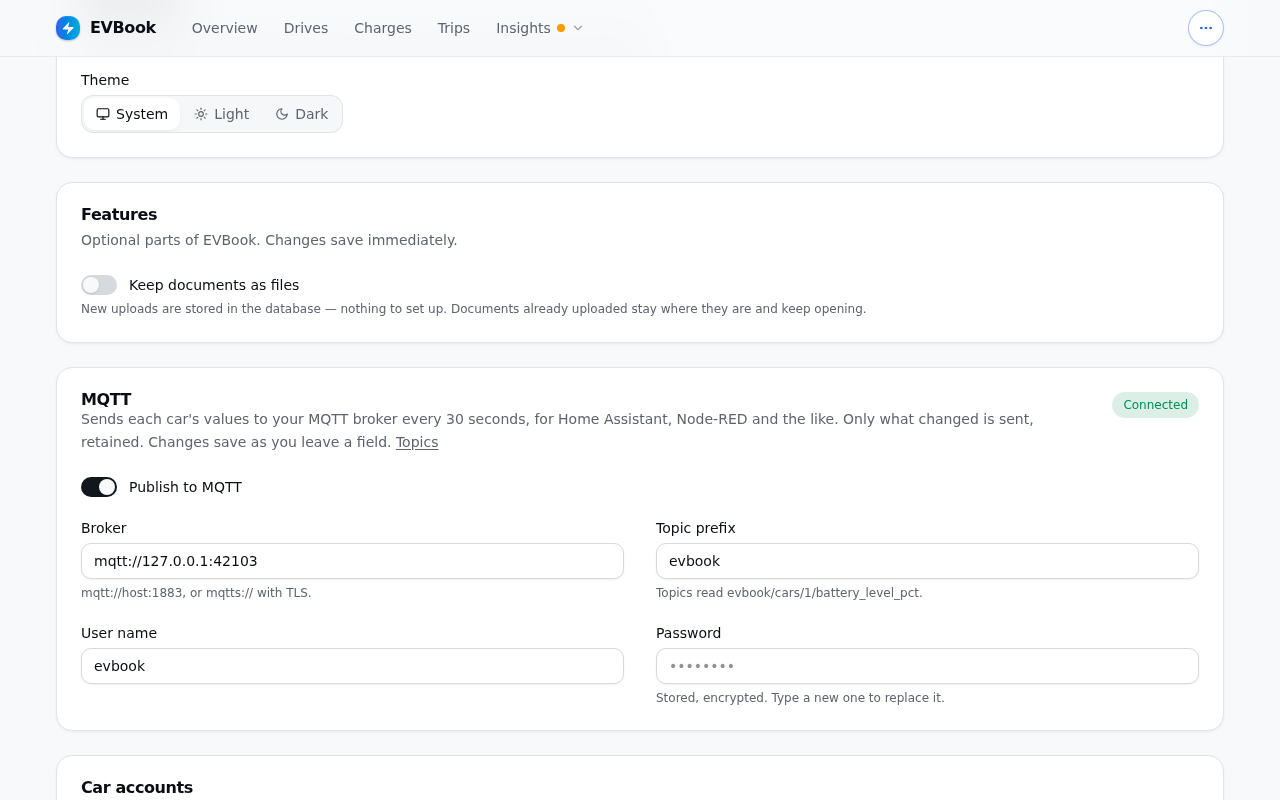 EVBook
Overview
Drives
Charges
Trips
Insights
Theme
System
Light
Dark
Features
Optional parts of EVBook. Changes save immediately.
Keep documents as files
New uploads are stored in the database — nothing to set up. Documents already uploaded stay where they are and keep opening.
MQTT
Connected
Sends each car's values to your MQTT broker every 30 seconds, for Home Assistant, Node-RED and the like. Only what changed is sent,
retained. Changes save as you leave a field. Topics
Publish to MQTT
Broker
mqtt://127.0.0.1:42103
mqtt://host:1883, or mqtts:// with TLS.
Topic prefix
evbook
Topics read evbook/cars/1/battery_level_pct.
User name
evbook
Password
••••••••
Stored, encrypted. Type a new one to replace it.
Car accounts